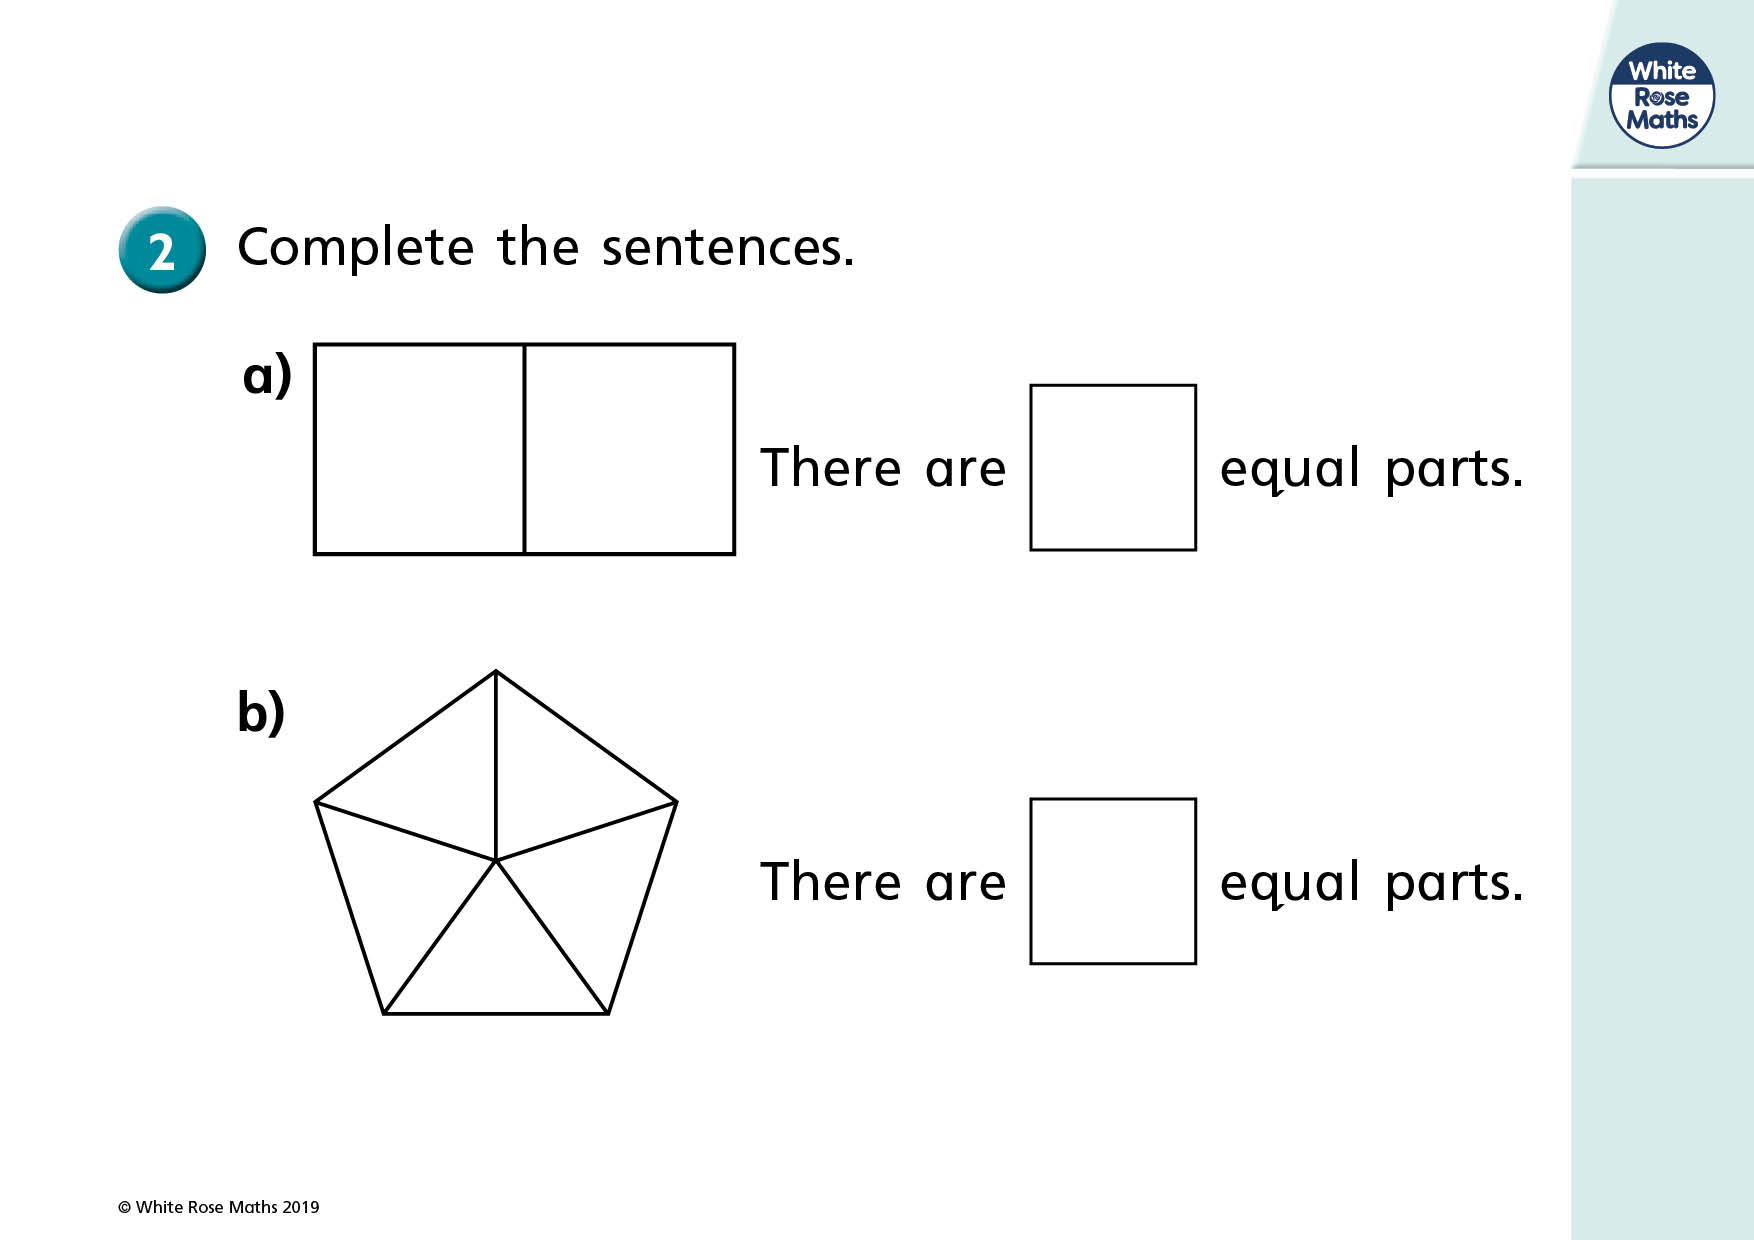 White
Rose
Maths
2 Complete the sentences.
a)
There are equal parts.
b)
There are equal parts.
© White Rose Maths 2019